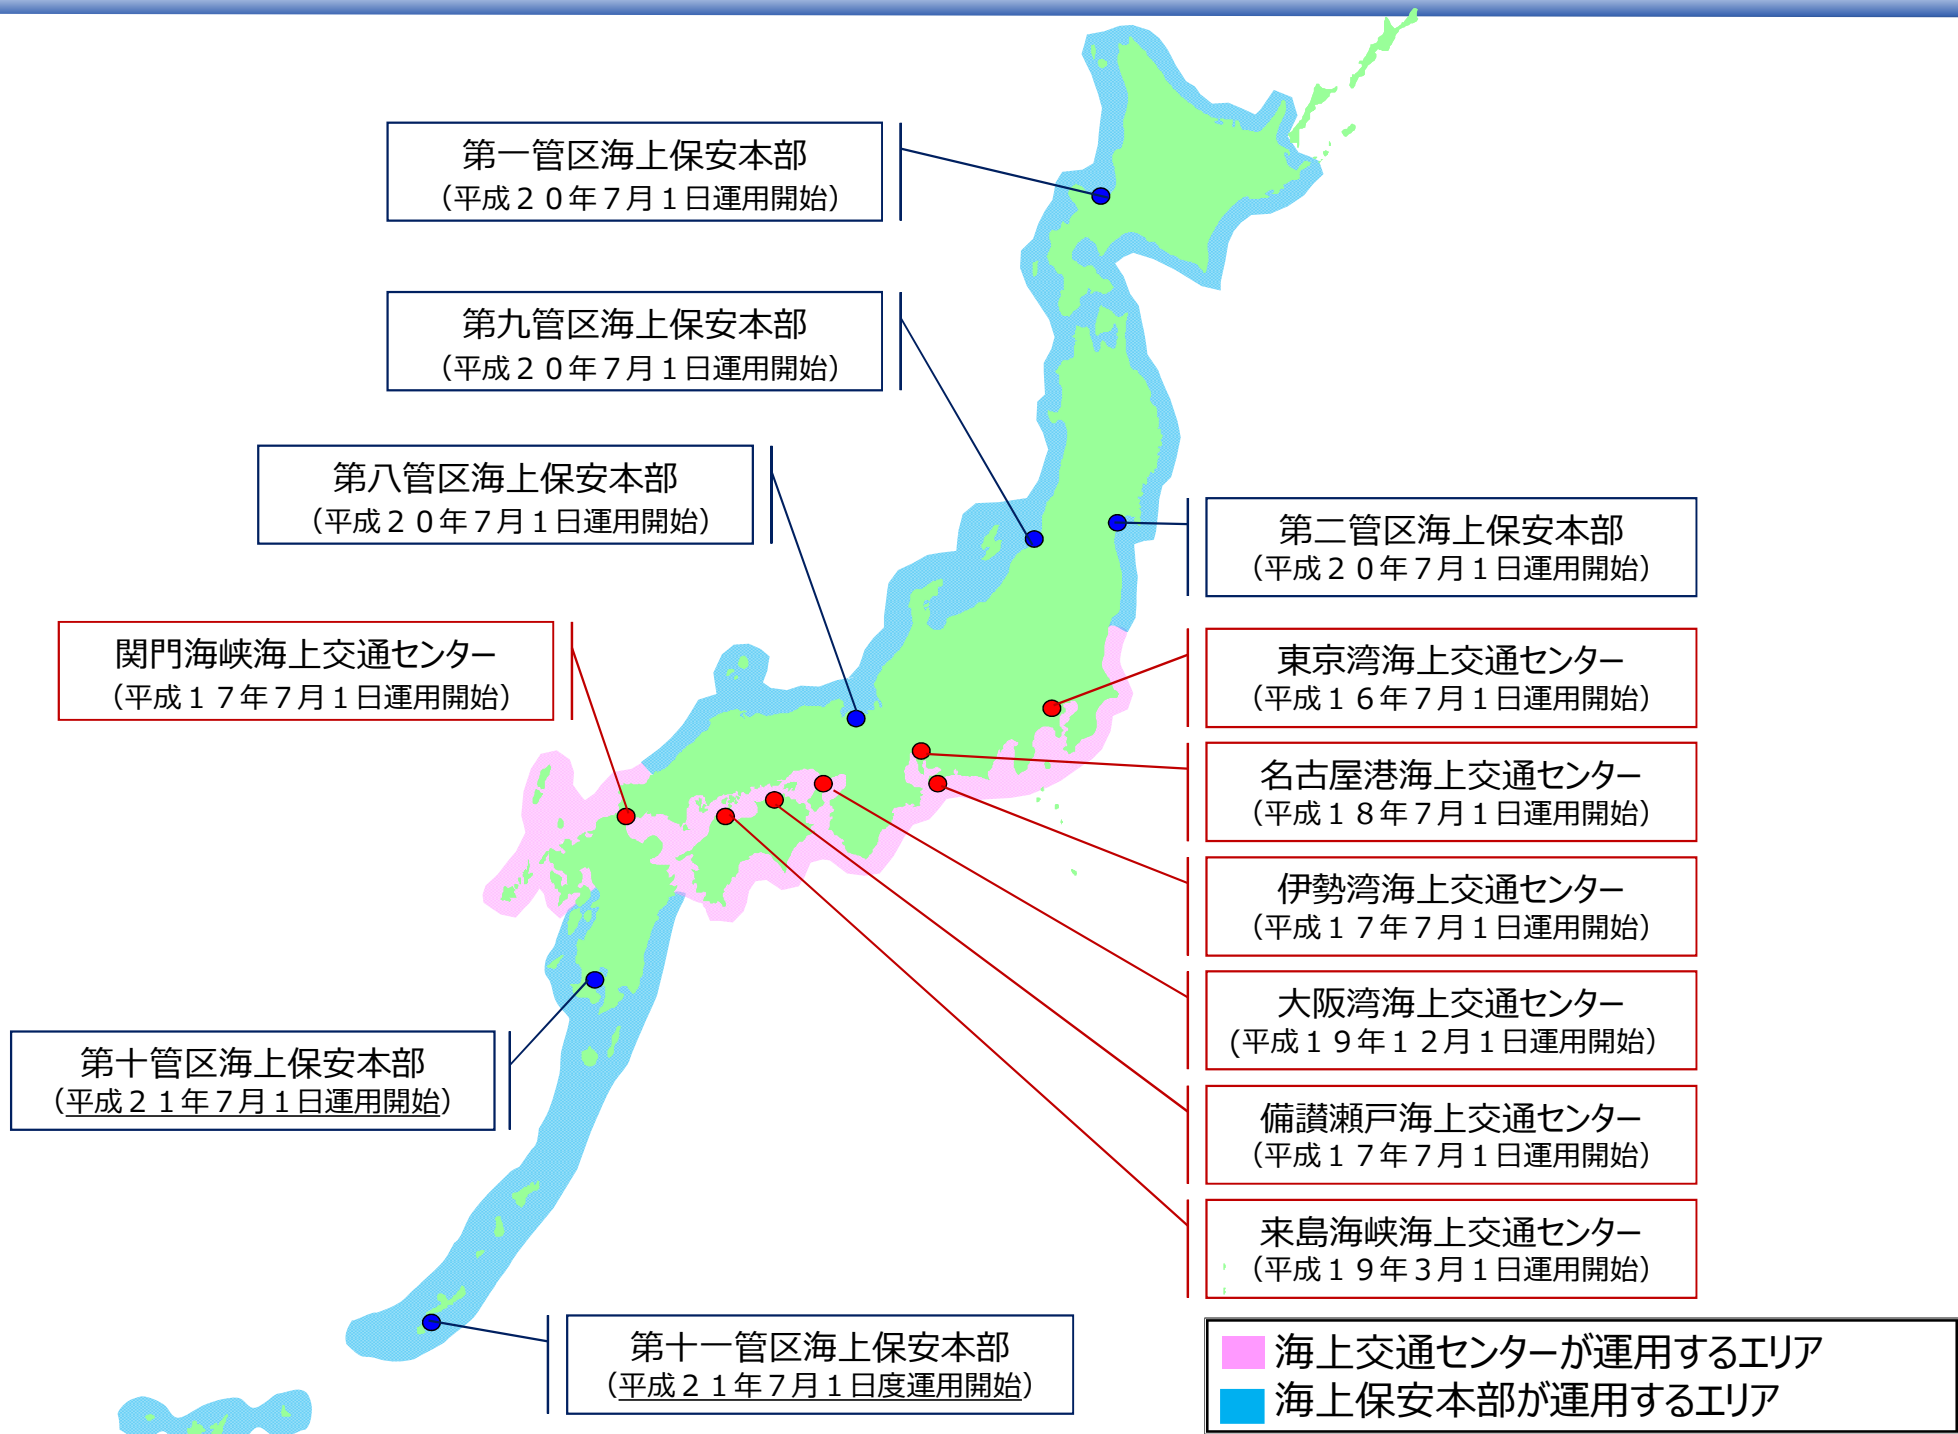 第一管区海上保安本部
（平成２０年７月１日運用開始）
第九管区海上保安本部
（平成２０年７月１日運用開始）
第八管区海上保安本部
（平成２０年７月１日運用開始）
関門海峡海上交通センター
（平成１７年７月１日運用開始）
第十管区海上保安本部
（平成２１年７月１日運用開始）
第十一管区海上保安本部
（平成２１年７月１日度運用開始）
第二管区海上保安本部
（平成２０年７月１日運用開始）
東京湾海上交通センター
（平成１６年７月１日運用開始）
名古屋港海上交通センター
（平成１８年７月１日運用開始）
伊勢湾海上交通センター
（平成１７年７月１日運用開始）
大阪湾海上交通センター
(平成１９年１２月１日運用開始）
備讃瀬戸海上交通センター
（平成１７年７月１日運用開始）
来島海峡海上交通センター
（平成１９年３月１日運用開始）
海上交通センターが運用するエリア
海上保安本部が運用するエリア